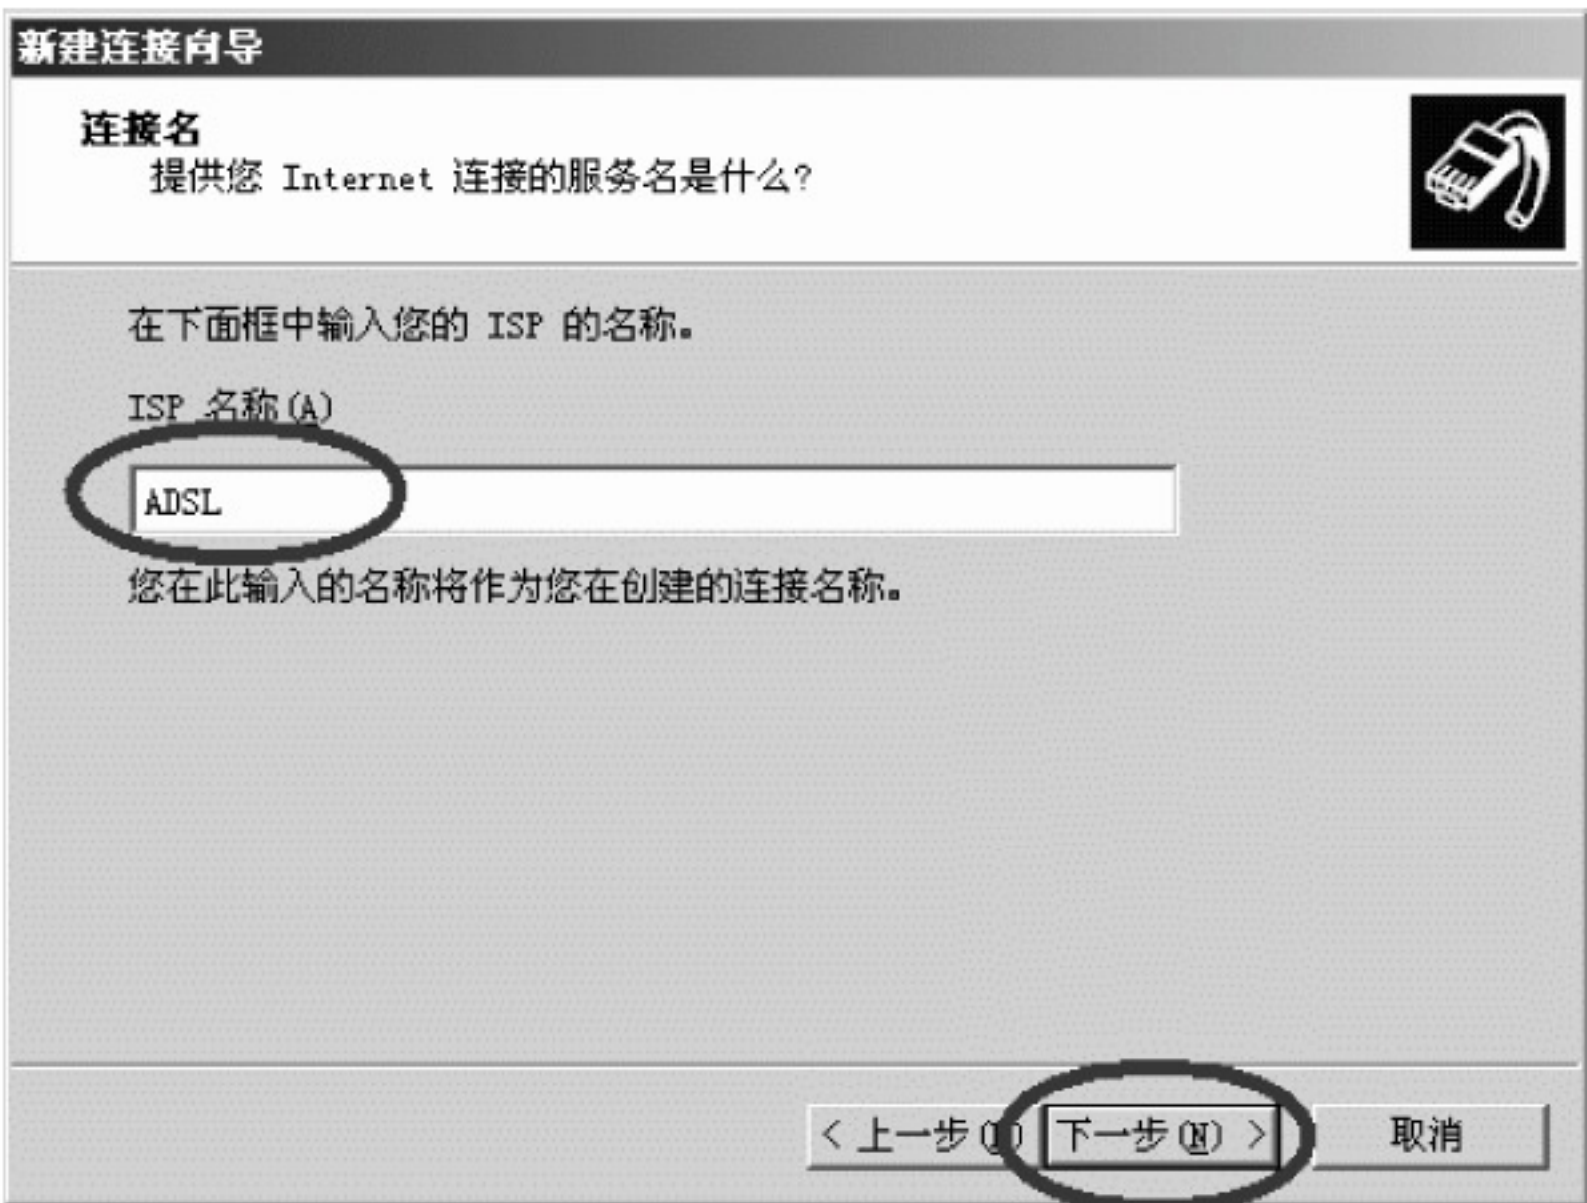 新建连接向导
连接名
提供您 Internet 连接的服务名是什么?
在下面框中输入您的 ISP 的名称。
ISP 名称(A)
ADSL
您在此输入的名称将作为您在创建的连接名称。
< 上一步 下一步(N) > 取消